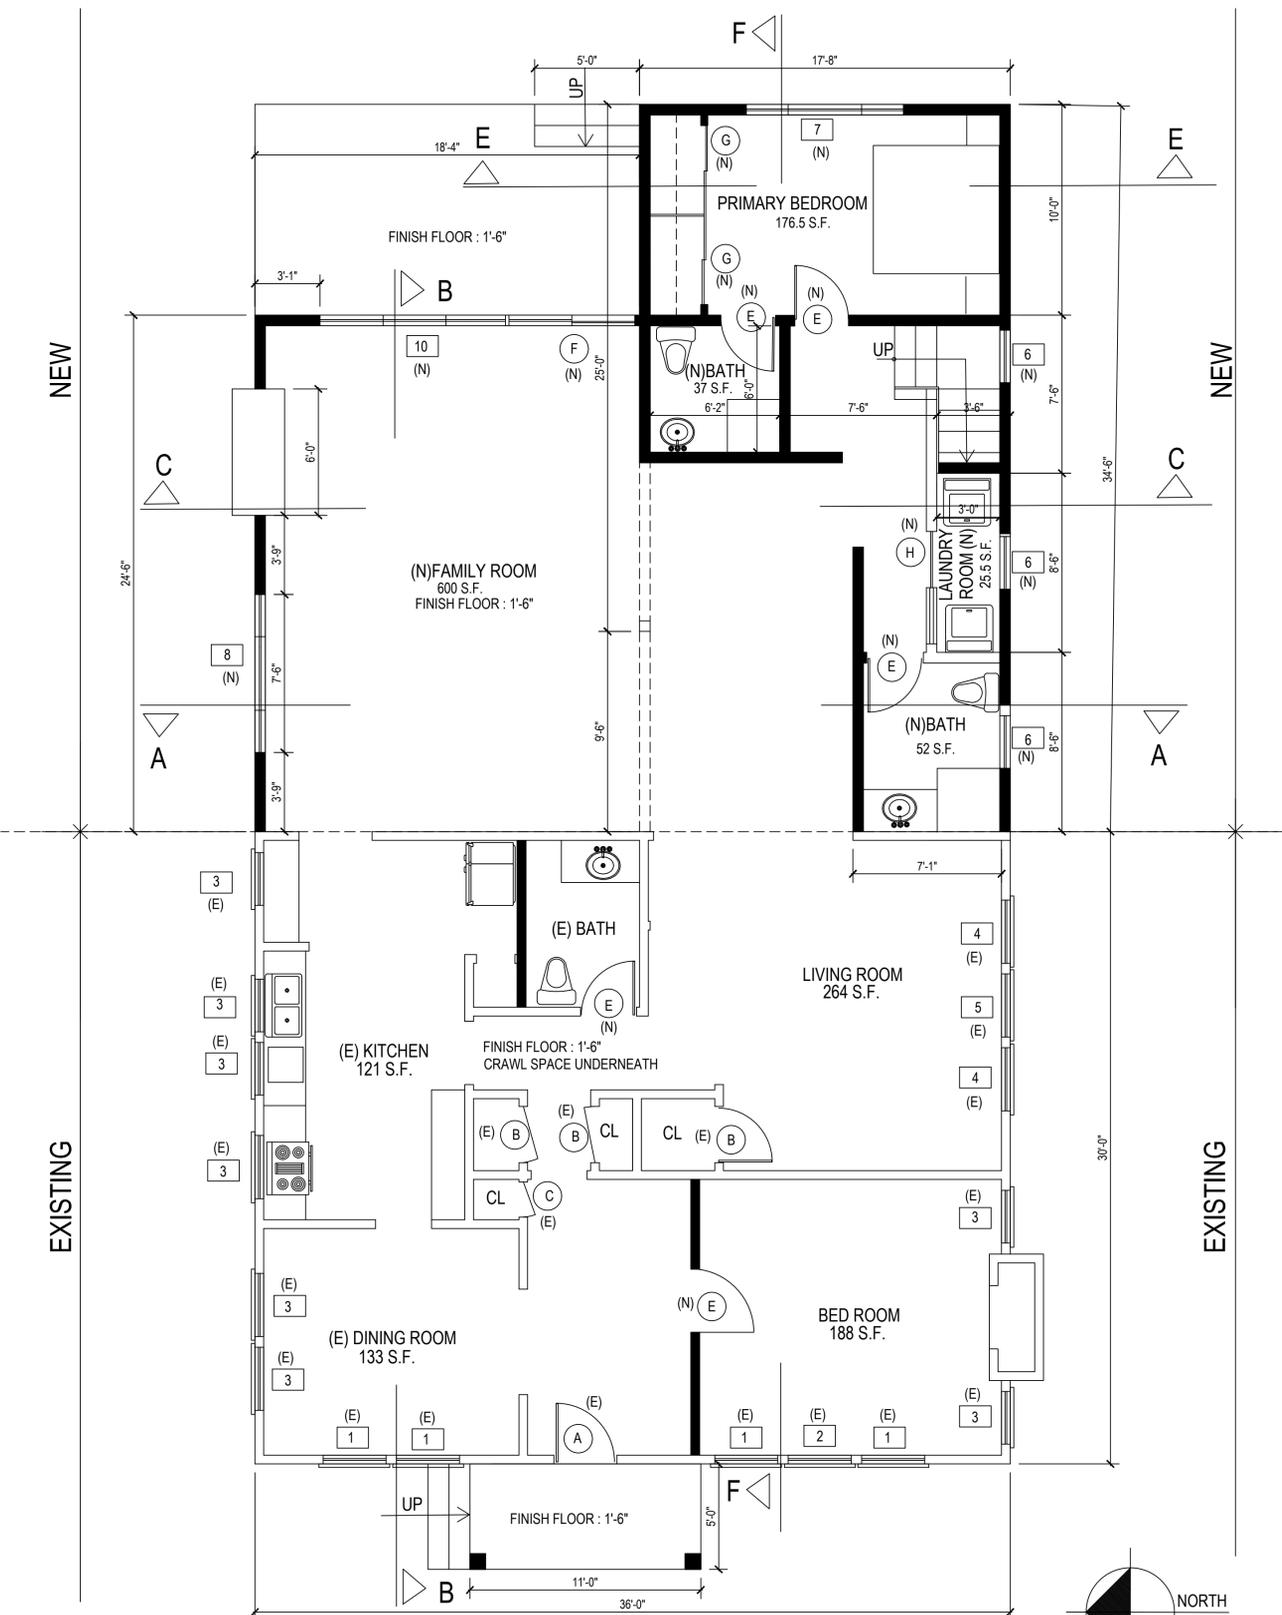 F
5'-0"
17'-8"
UP
E
18'-4"
7
(N)
G
(N)
E
PRIMARY BEDROOM
176.5 S.F.
10'-0"
FINISH FLOOR : 1'-6"
3'-1"
B
G
(N)
(N)
E
(N)
E
NEW
10
(N)
F
(N)
25'-0"
(N)BATH
37 S.F.
6'-0"
6'-2"
UP
7'-6"
3'-6"
6
(N)
7'-6"
NEW
6'-0"
C
C
34'-6"
3'-9"
24'-6"
(N)FAMILY ROOM
600 S.F.
FINISH FLOOR : 1'-6"
(N)
H
3'-0"
LAUNDRY
ROOM (N)
25.5 S.F.
6
(N)
8'-6"
8
(N)
7'-6"
(N)
E
A
9'-6"
(N)BATH
52 S.F.
6
(N)
8'-6"
A
3'-9"
7'-1"
3
(E)
(E) BATH
4
(E)
LIVING ROOM
264 S.F.
(E)
3
E
(N)
5
(E)
(E)
3
(E) KITCHEN
121 S.F.
FINISH FLOOR : 1'-6"
CRAWL SPACE UNDERNEATH
4
(E)
(E)
3
(E)
B
(E)
B
CL
CL
(E)
B
30'-0"
EXISTING
EXISTING
CL
C
(E)
(E)
3
(E)
3
(N)
E
(E) DINING ROOM
133 S.F.
BED ROOM
188 S.F.
(E)
3
(E)
3
(E)
1
(E)
1
(E)
A
(E)
1
(E)
2
(E)
1
UP
FINISH FLOOR : 1'-6"
5'-0"
F
B
11'-0"
36'-0"
NORTH